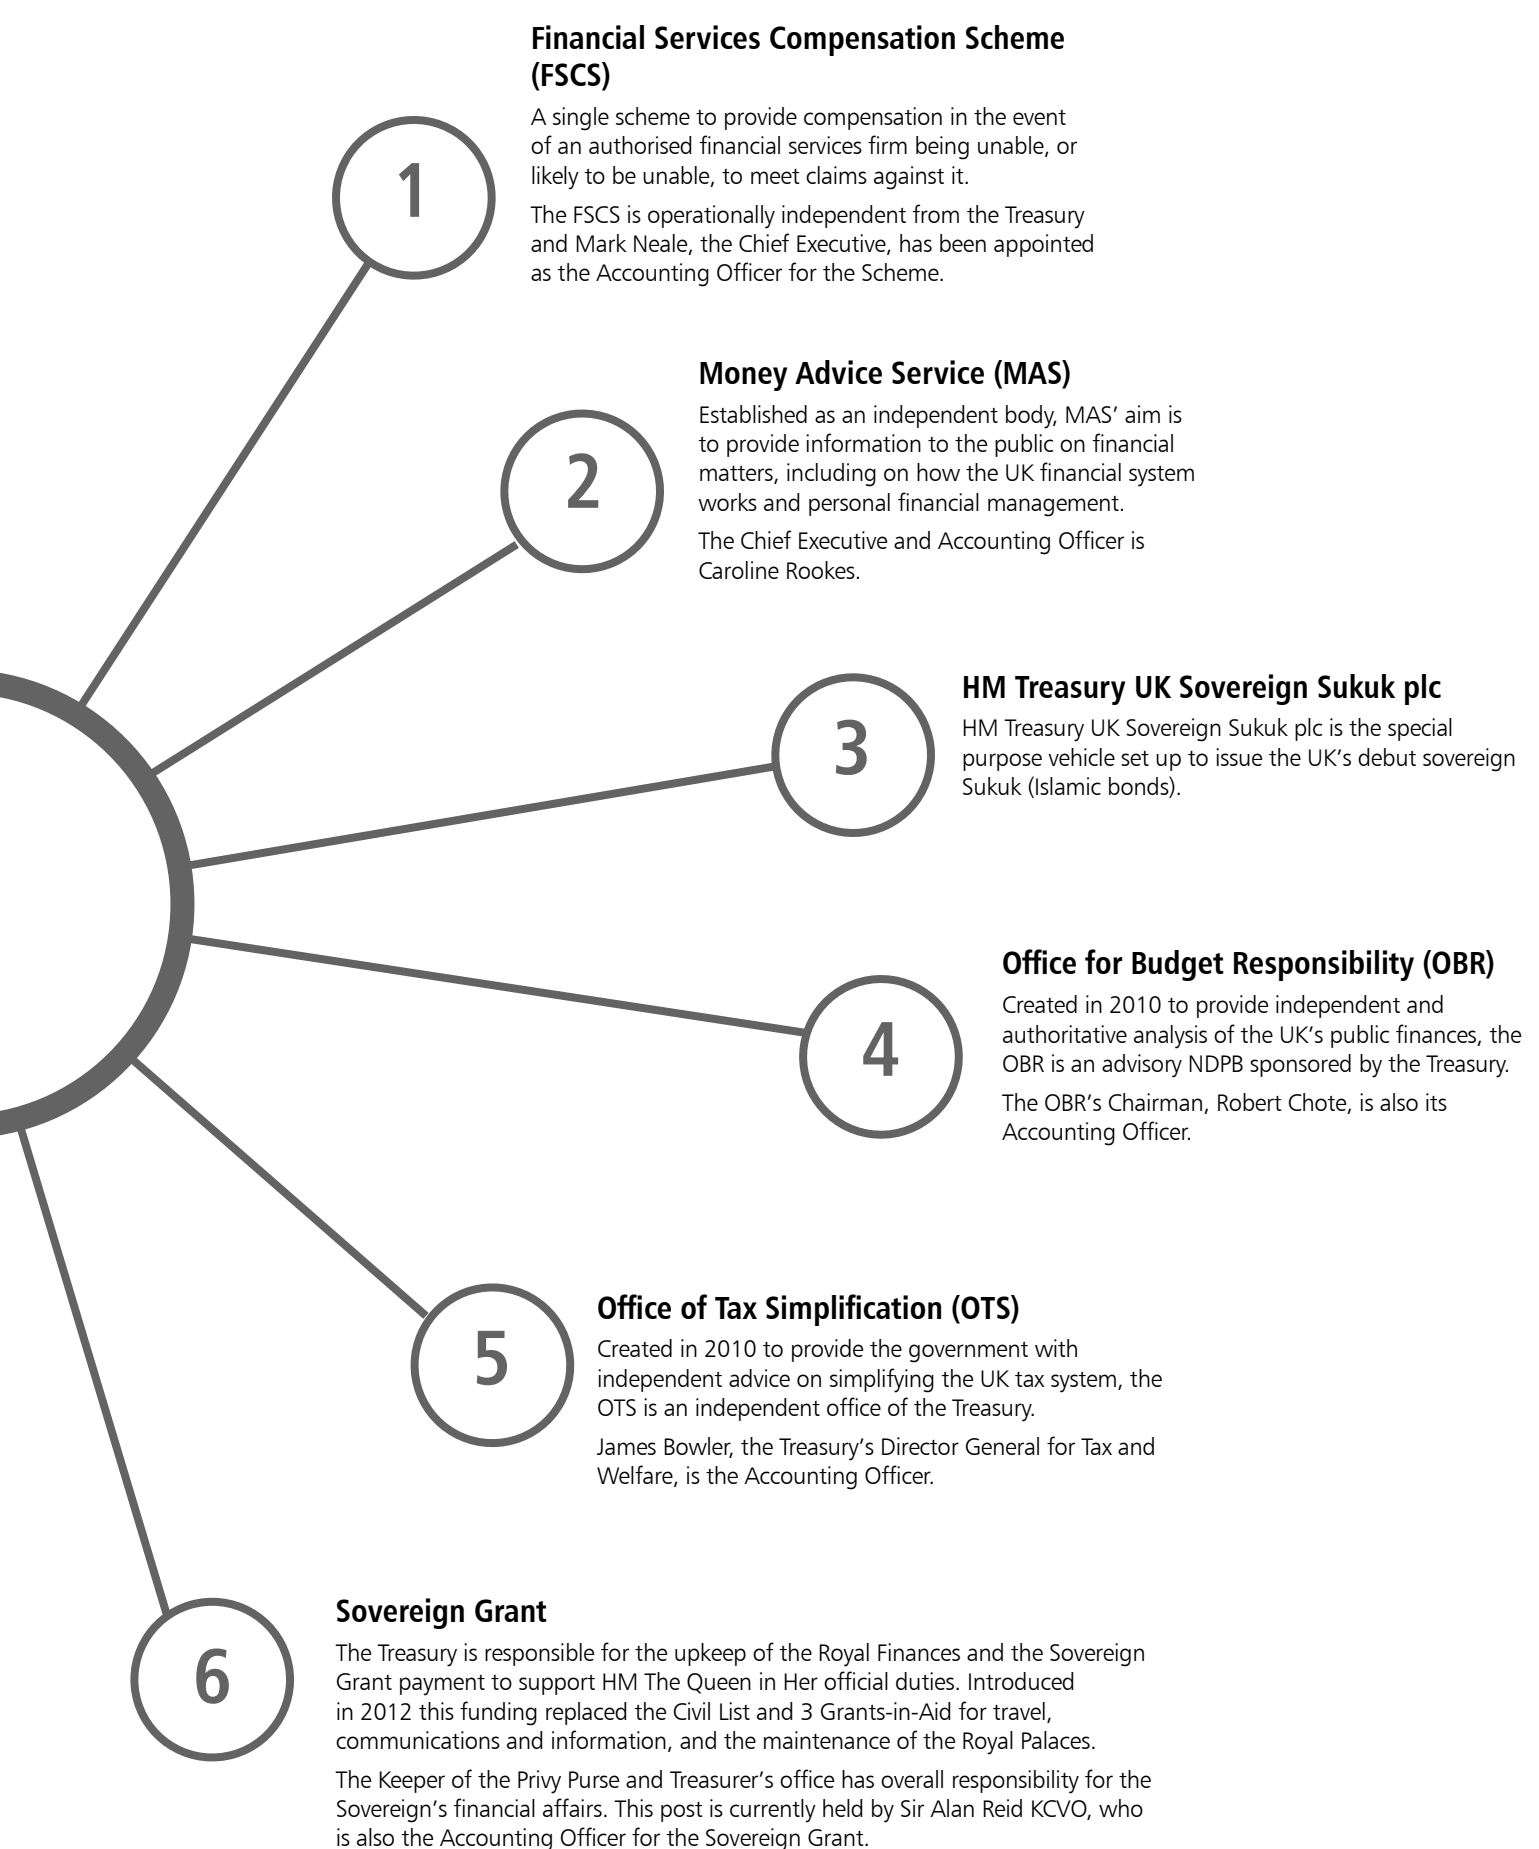 Financial Services Compensation Scheme
(FSCS)
1
A single scheme to provide compensation in the event
of an authorised financial services firm being unable, or
likely to be unable, to meet claims against it.
The FSCS is operationally independent from the Treasury
and Mark Neale, the Chief Executive, has been appointed
as the Accounting Officer for the Scheme.
Money Advice Service (MAS)
2
Established as an independent body, MAS’ aim is
to provide information to the public on financial
matters, including on how the UK financial system
works and personal financial management.
The Chief Executive and Accounting Officer is
Caroline Rookes.
HM Treasury UK Sovereign Sukuk plc
3
HM Treasury UK Sovereign Sukuk plc is the special
purpose vehicle set up to issue the UK’s debut sovereign
Sukuk (Islamic bonds).
Office for Budget Responsibility (OBR)
4
Created in 2010 to provide independent and
authoritative analysis of the UK’s public finances, the
OBR is an advisory NDPB sponsored by the Treasury.
The OBR’s Chairman, Robert Chote, is also its
Accounting Officer.
Office of Tax Simplification (OTS)
5
Created in 2010 to provide the government with
independent advice on simplifying the UK tax system, the
OTS is an independent office of the Treasury.
James Bowler, the Treasury’s Director General for Tax and
Welfare, is the Accounting Officer.
Sovereign Grant
6
The Treasury is responsible for the upkeep of the Royal Finances and the Sovereign
Grant payment to support HM The Queen in Her official duties. Introduced
in 2012 this funding replaced the Civil List and 3 Grants-in-Aid for travel,
communications and information, and the maintenance of the Royal Palaces.
The Keeper of the Privy Purse and Treasurer’s office has overall responsibility for the
Sovereign’s financial affairs. This post is currently held by Sir Alan Reid KCVO, who
is also the Accounting Officer for the Sovereign Grant.